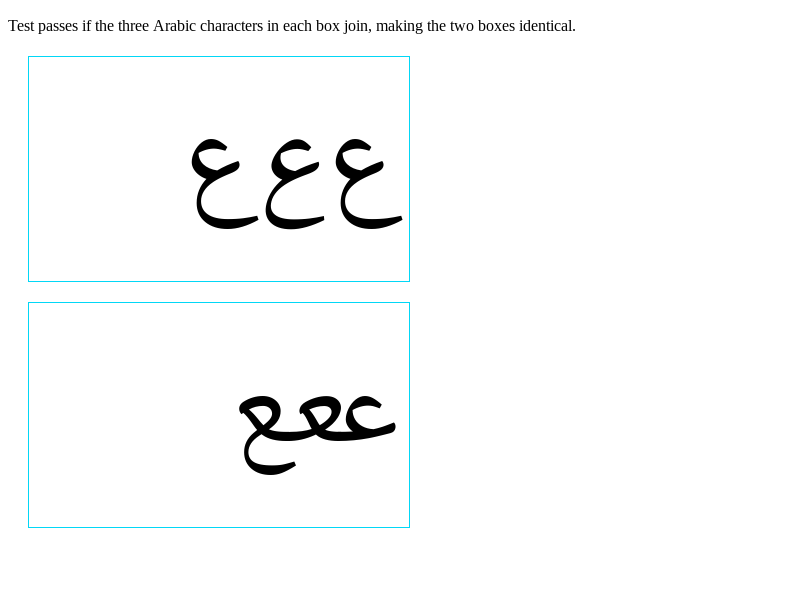 Test passes if the three Arabic characters in each box join, making the two boxes identical.
ع ع ع
ععع